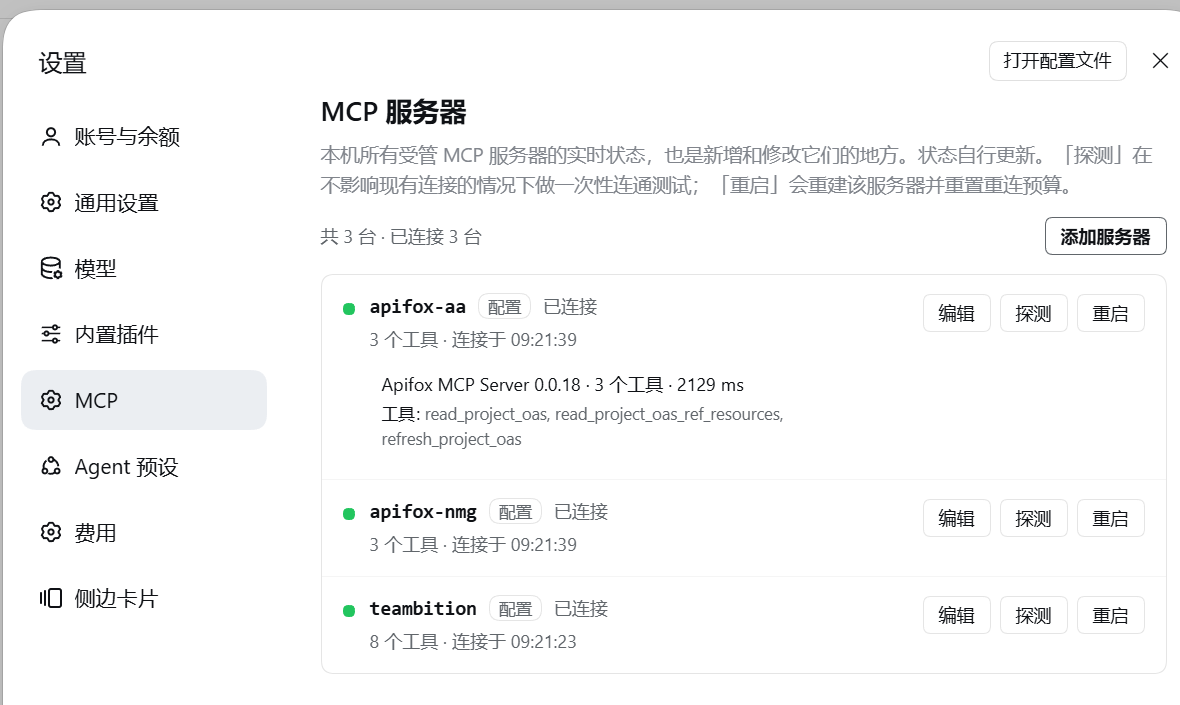 设置
打开配置文件
账号与余额
通用设置
模型
内置插件
MCP
Agent 预设
费用
侧边卡片
MCP 服务器
本机所有受管 MCP 服务器的实时状态，也是新增和修改它们的地方。状态自行更新。「探测」在
不影响现有连接的情况下做一次性连通测试；「重启」会重建该服务器并重置重连预算。
共 3 台 · 已连接 3 台
添加服务器
apifox-aa 配置 已连接 编辑 探测 重启
3 个工具 · 连接于 09:21:39
Apifox MCP Server 0.0.18 · 3 个工具 · 2129 ms
工具: read_project_oas, read_project_oas_ref_resources,
refresh_project_oas
apifox-nmg 配置 已连接 编辑 探测 重启
3 个工具 · 连接于 09:21:39
teambition 配置 已连接 编辑 探测 重启
8 个工具 · 连接于 09:21:23